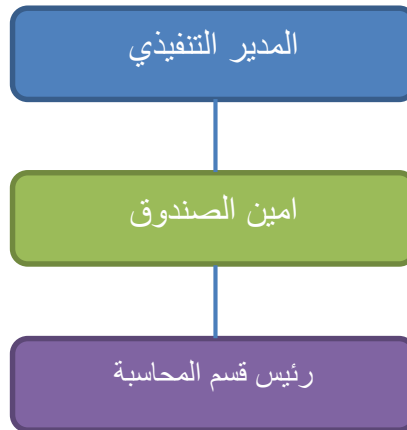 المدير التنفيذي
امين الصندوق
رئيس قسم المحاسبة